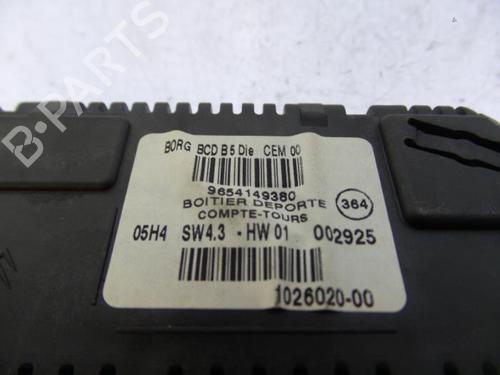 B-PARTS
BORG BCD B5 Die CEM 00
9654149380
BOITIER DEPORTE
COMPTE-TOURS
364
05H4 SW4.3 - HW 01 002925
1026020-00